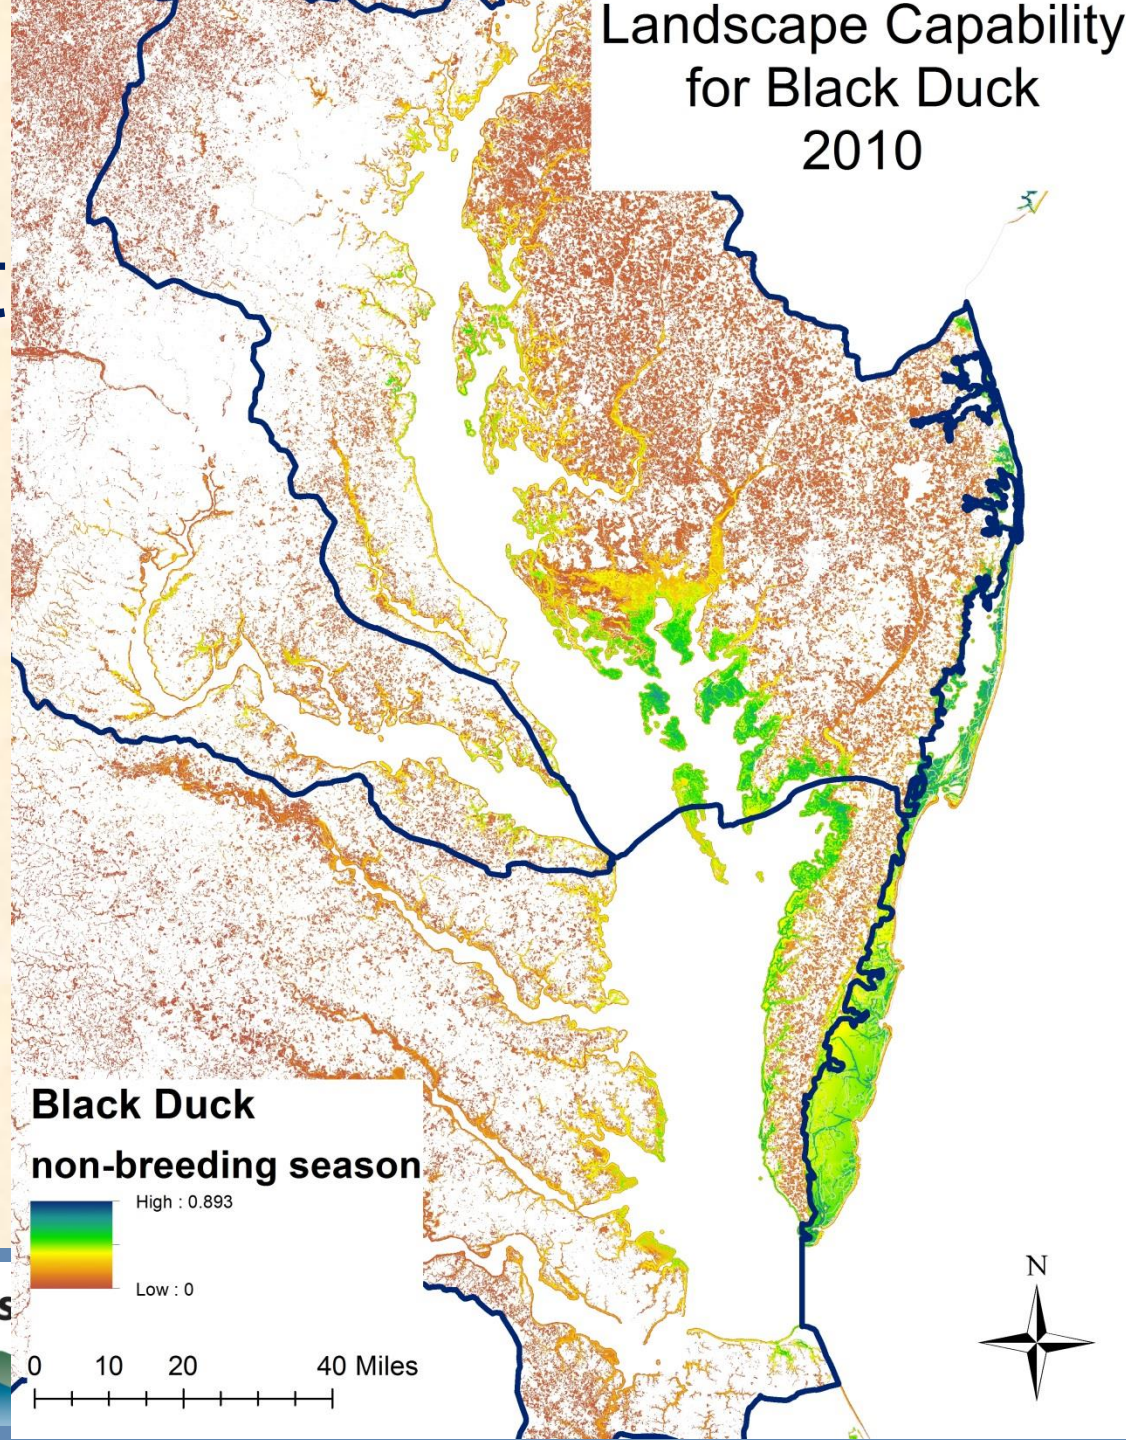 Landscape Capability
for Black Duck
2010
Black Duck
non-breeding season
High : 0.893
Low : 0
N
0 10 20 40 Miles